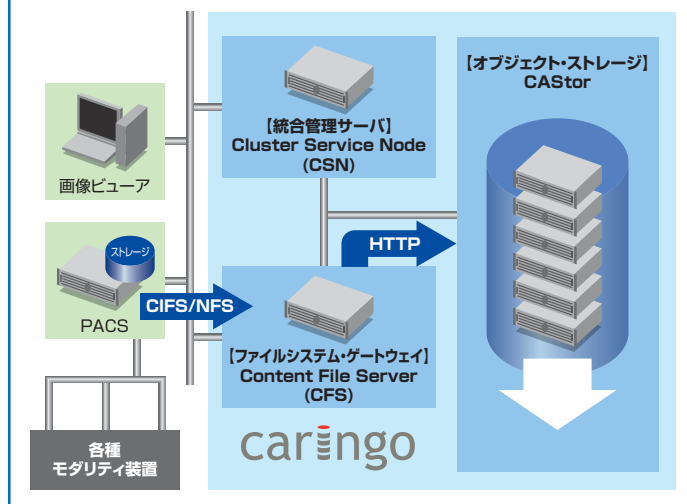 画像ビューア
ストレージ
PACS
各種
モダリティ装置
CIFS/NFS
【統合管理サーバ】
Cluster Service Node
(CSN)
HTTP
【ファイルシステム・ゲートウェイ】
Content File Server
(CFS)
caringo
【オブジェクト・ストレージ】
CAStor